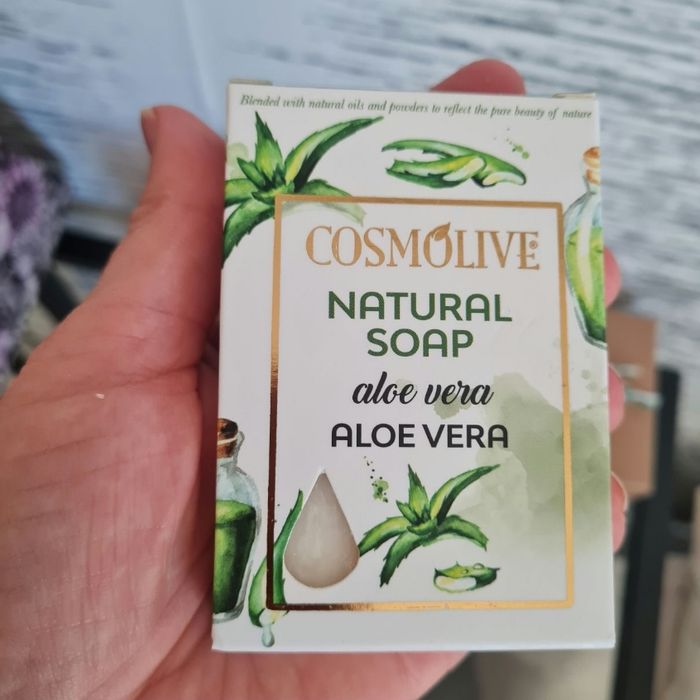 Blended with natural oils and powders to reflect the pure beauty of nature
COSMOLIVE®
NATURAL
SOAP
aloe vera
ALOE VERA